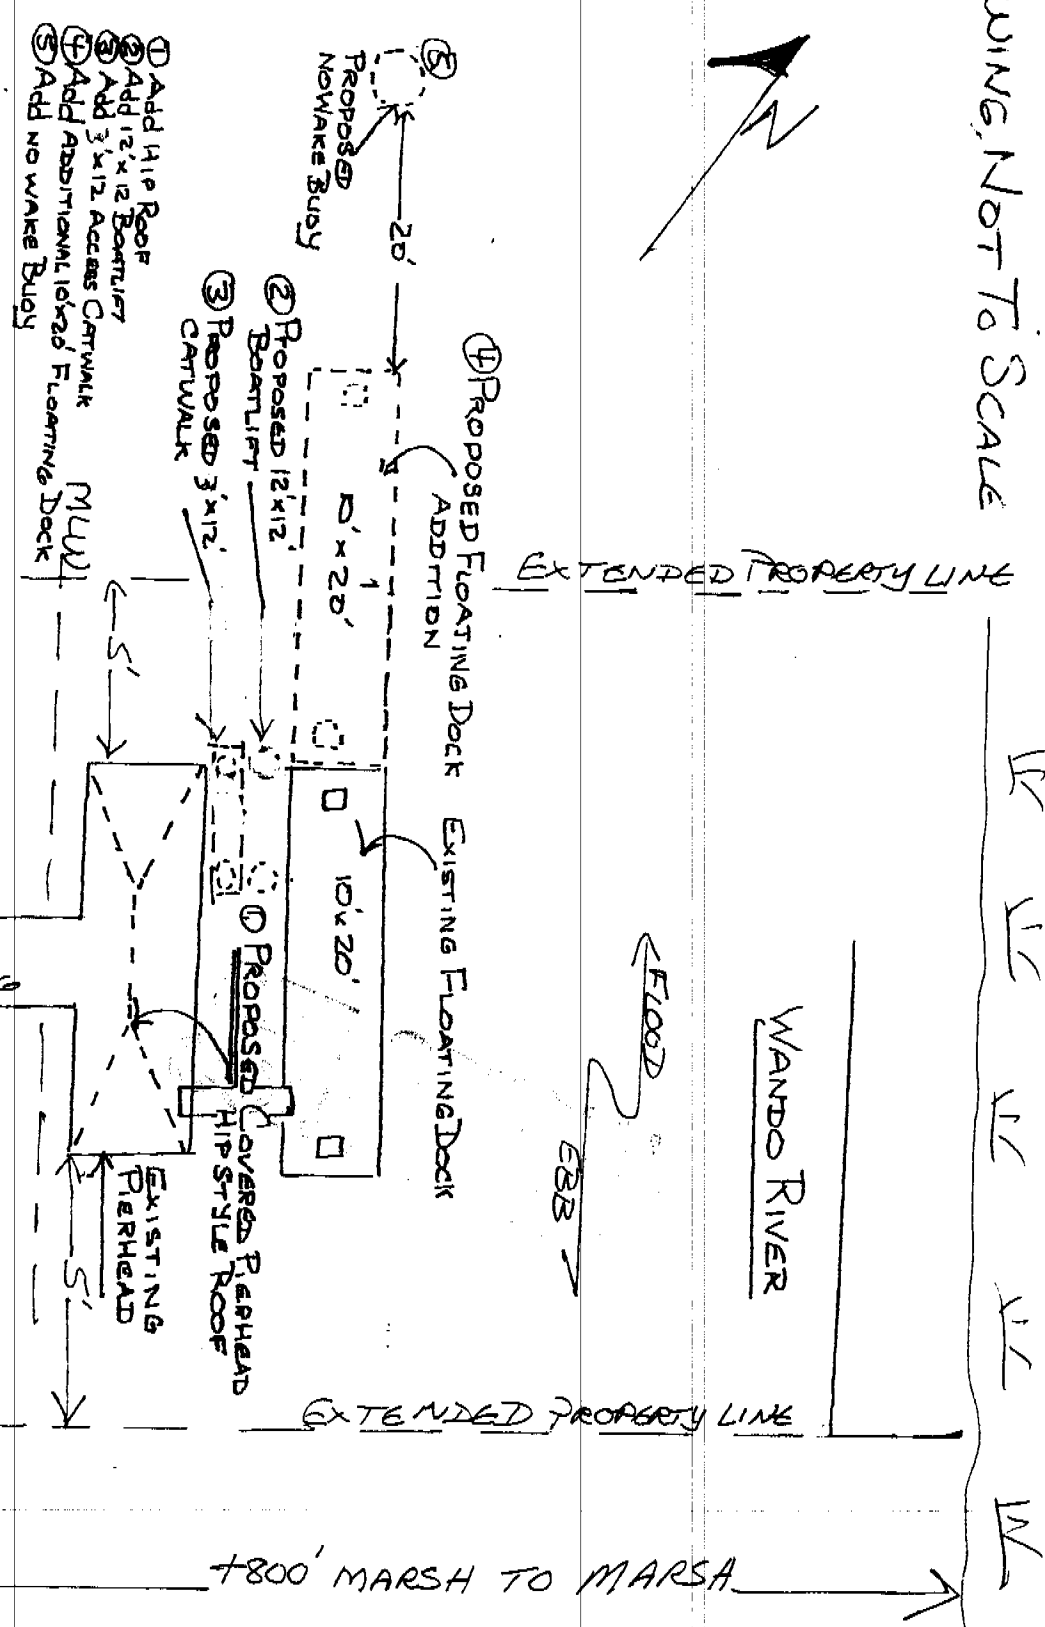 WING, NOT TO SCALE
N
EXTENDED PROPERTY LINE
WANDO RIVER
<FLOOD
EBB
EXTENDED PROPERTY LINE
+800' MARSH TO MARSA
⑤
PROPOSED
NOWAKE BUOY
20'
④ PROPOSED FLOATING DOCK
ADDITION
10' x 20'
EXISTING FLOATING DOCK
10'x20'
② PROPOSED 12'x12'
BOATLIFT
③ PROPOSED 3'x12'
CATWALK
① PROPOSED COVERED PIERHEAD
HIP STYLE ROOF
EXISTING
PIERHEAD
5'
5'
MLW
① Add HIP ROOF
② Add 12'x12 BOATLIFT
③ Add 3'x12 ACCESS CATWALK
④ Add ADDITIONAL 10'x20' FLOATING DOCK
⑤ Add NO WAKE BUOY